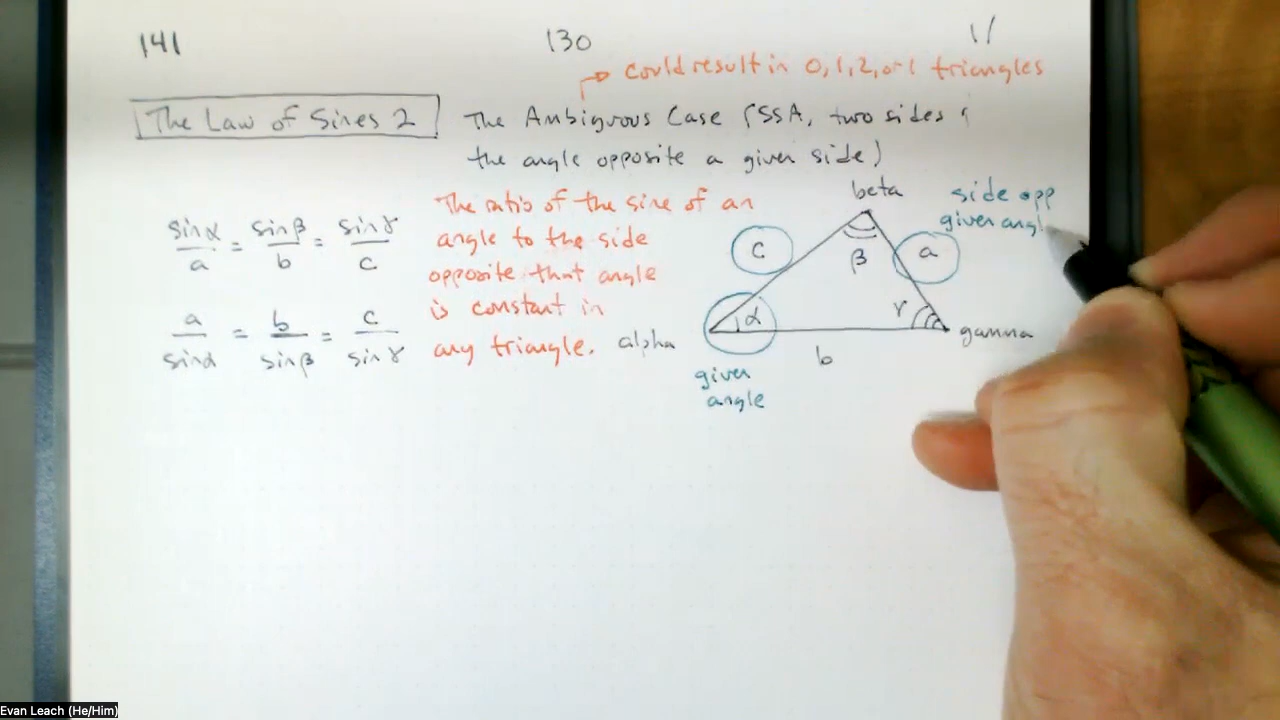 141 130 11
could result in 0, 1, 2, or 1 triangles
The Law of Sines 2
The Ambiguous Case (SSA, two sides &
the angle opposite a given side)
sinα/a = sinβ/b = sinγ/c
a/sinα = b/sinβ = c/sinγ
The ratio of the sine of an
angle to the side
opposite that angle
is constant in
any triangle.
beta
side opp
given angl
c
β
a
α
γ
alpha
gamma
b
given
angle
Evan Leach (He/Him)